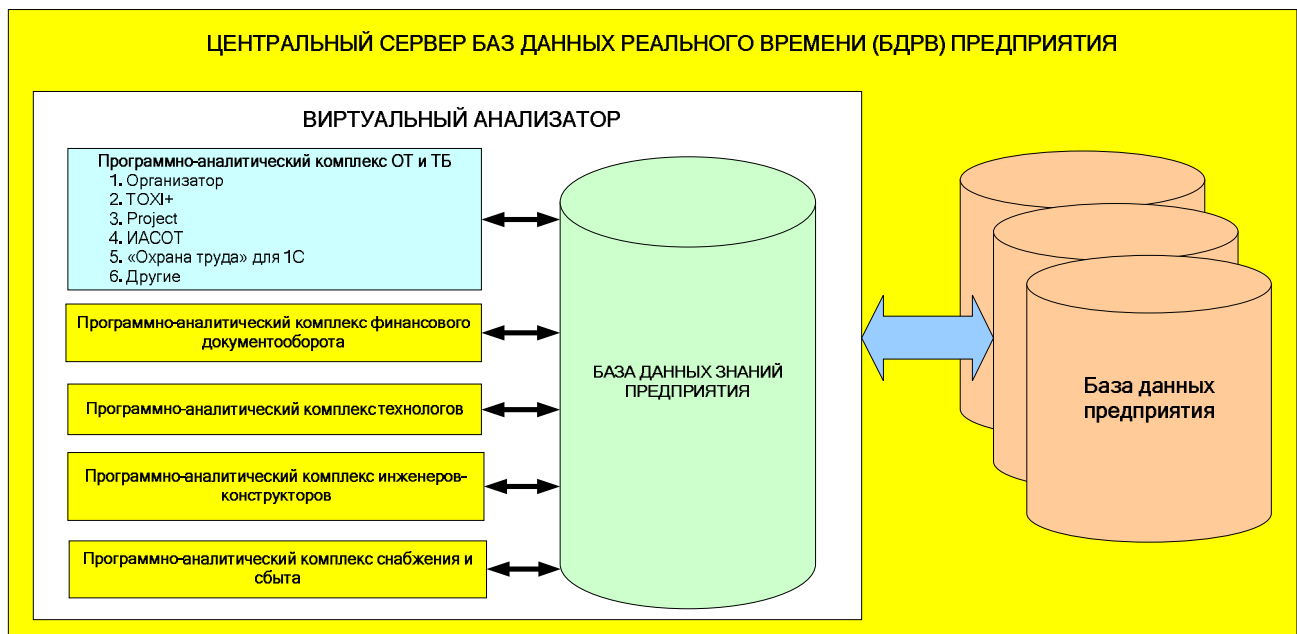 ЦЕНТРАЛЬНЫЙ СЕРВЕР БАЗ ДАННЫХ РЕАЛЬНОГО ВРЕМЕНИ (БДРВ) ПРЕДПРИЯТИЯ
ВИРТУАЛЬНЫЙ АНАЛИЗАТОР
Программно-аналитический комплекс ОТ и ТБ
1. Организатор
2. TOXI+
3. Project
4. ИАСОТ
5. «Охрана труда» для 1С
6. Другие
Программно-аналитический комплекс финансового
документооборота
Программно-аналитический комплекс технологов
Программно-аналитический комплекс инженеров-
конструкторов
Программно-аналитический комплекс снабжения и
сбыта
БАЗА ДАННЫХ ЗНАНИЙ
ПРЕДПРИЯТИЯ
База данных
предприятия